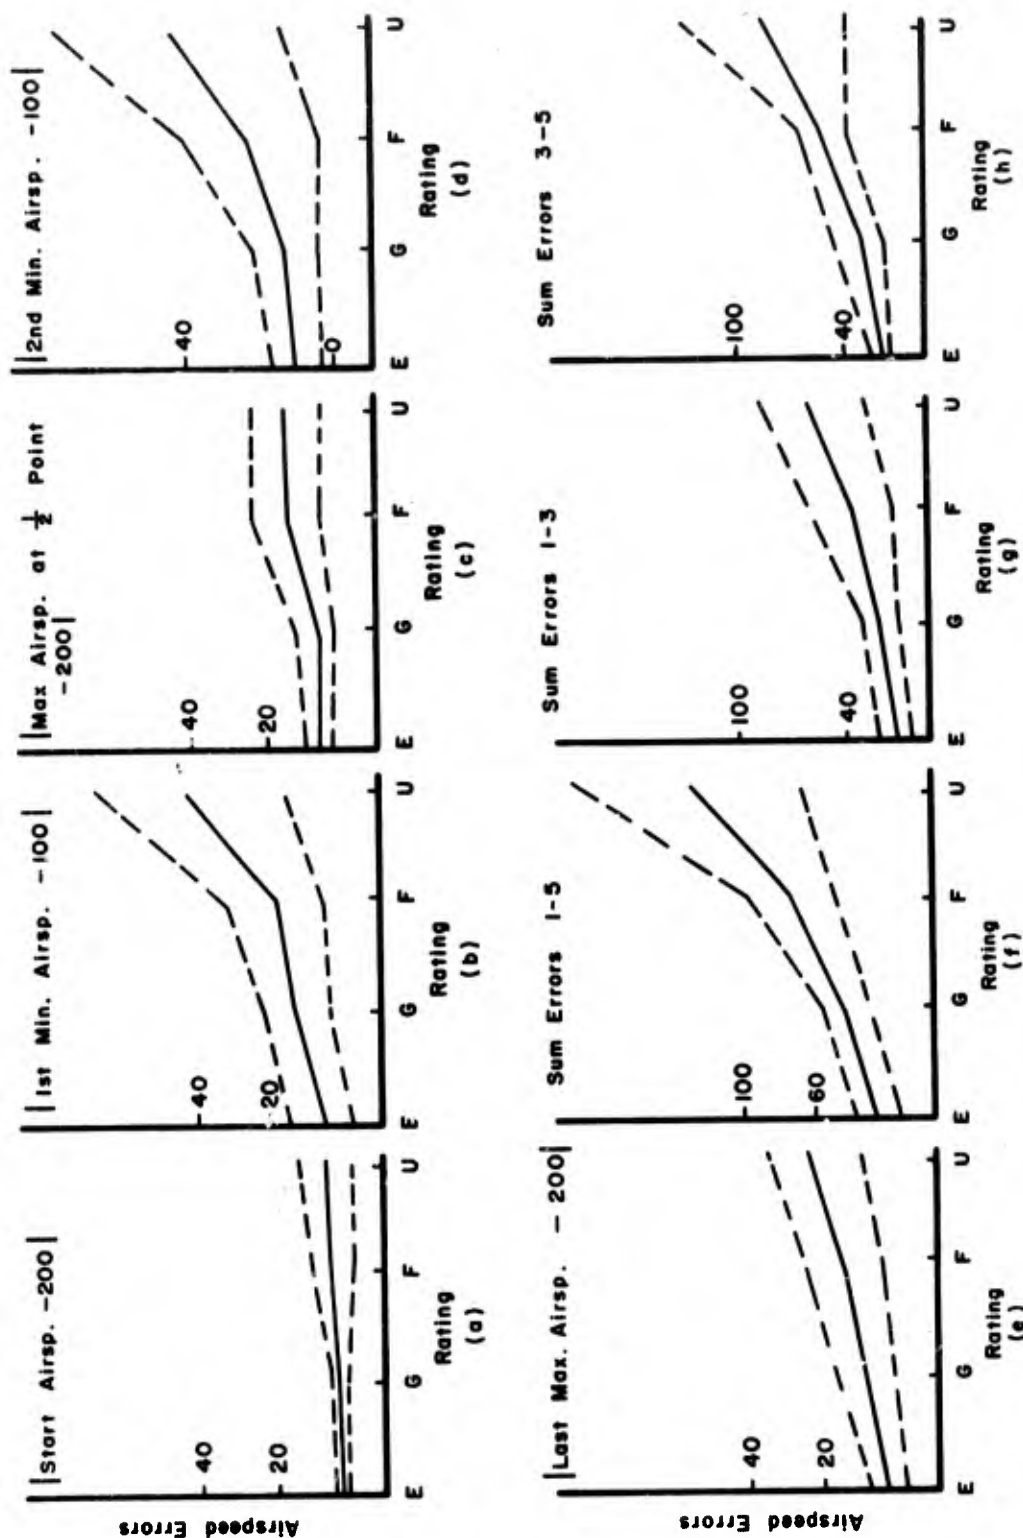 Airspeed Errors
|Start Airsp. -200|
40
20
E G F U
Rating
(a)
|1st Min. Airsp. -100|
40
20
E G F U
Rating
(b)
|Max Airsp. at 1/2 Point
-200|
40
20
E G F U
Rating
(c)
|2nd Min. Airsp. -100|
40
0
E G F U
Rating
(d)
Airspeed Errors
|Last Max. Airsp. - 200|
40
20
E G F U
Rating
(e)
Sum Errors 1-5
100
60
E G F U
Rating
(f)
Sum Errors 1-3
100
40
E G F U
Rating
(g)
Sum Errors 3-5
-100
-40
E G F U
Rating
(h)